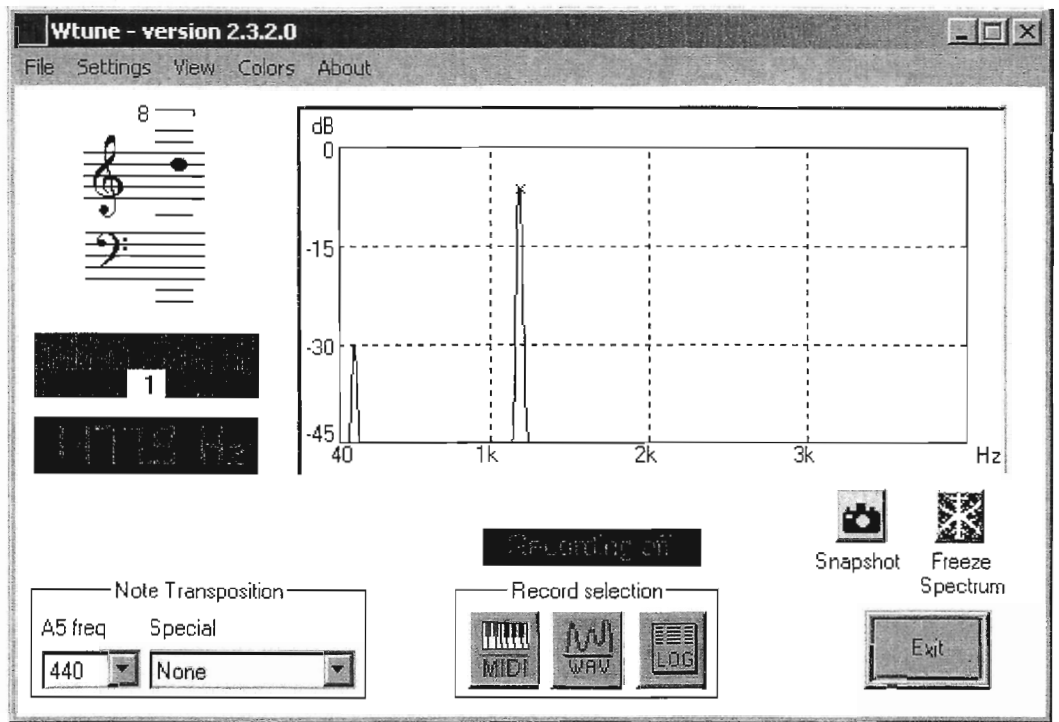 Wtune - version 2.3.2.0
File Settings View Colors About
8
dB
0
-15
-30
-45
40 1k 2k 3k Hz
1
Hz
Recording off
Snapshot
Freeze
Spectrum
Note Transposition
A5 freq Special
440 None
Record selection
MIDI WAV LOG
Exit